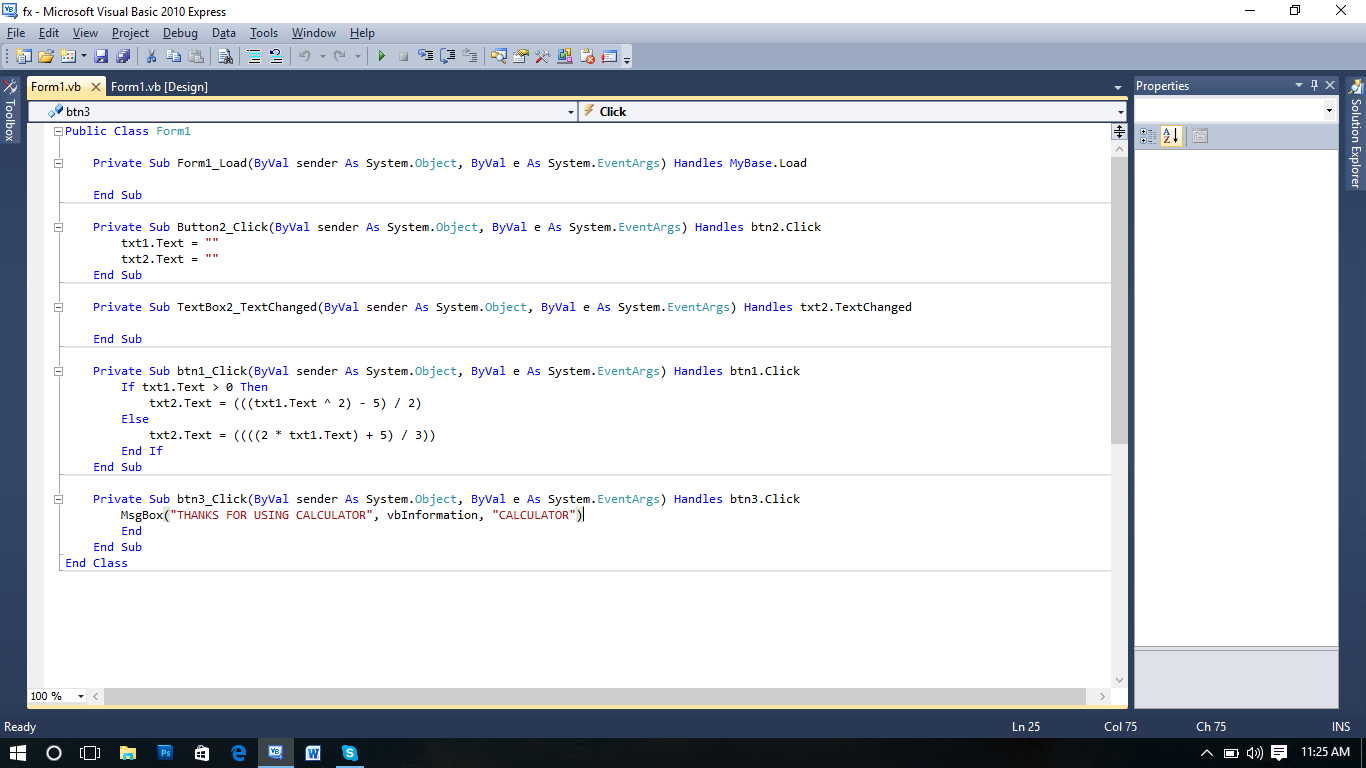 fx - Microsoft Visual Basic 2010 Express
File Edit View Project Debug Data Tools Window Help
Toolbox
Form1.vb Form1.vb [Design]
btn3 Click
Public Class Form1
Private Sub Form1_Load(ByVal sender As System.Object, ByVal e As System.EventArgs) Handles MyBase.Load
End Sub
Private Sub Button2_Click(ByVal sender As System.Object, ByVal e As System.EventArgs) Handles btn2.Click
txt1.Text = ""
txt2.Text = ""
End Sub
Private Sub TextBox2_TextChanged(ByVal sender As System.Object, ByVal e As System.EventArgs) Handles txt2.TextChanged
End Sub
Private Sub btn1_Click(ByVal sender As System.Object, ByVal e As System.EventArgs) Handles btn1.Click
If txt1.Text > 0 Then
txt2.Text = (((txt1.Text ^ 2) - 5) / 2)
Else
txt2.Text = ((((2 * txt1.Text) + 5) / 3))
End If
End Sub
Private Sub btn3_Click(ByVal sender As System.Object, ByVal e As System.EventArgs) Handles btn3.Click
MsgBox("THANKS FOR USING CALCULATOR", vbInformation, "CALCULATOR")
End
End Sub
End Class
100 %
Properties
Solution Explorer
Ready Ln 25 Col 75 Ch 75 INS
11:25 AM